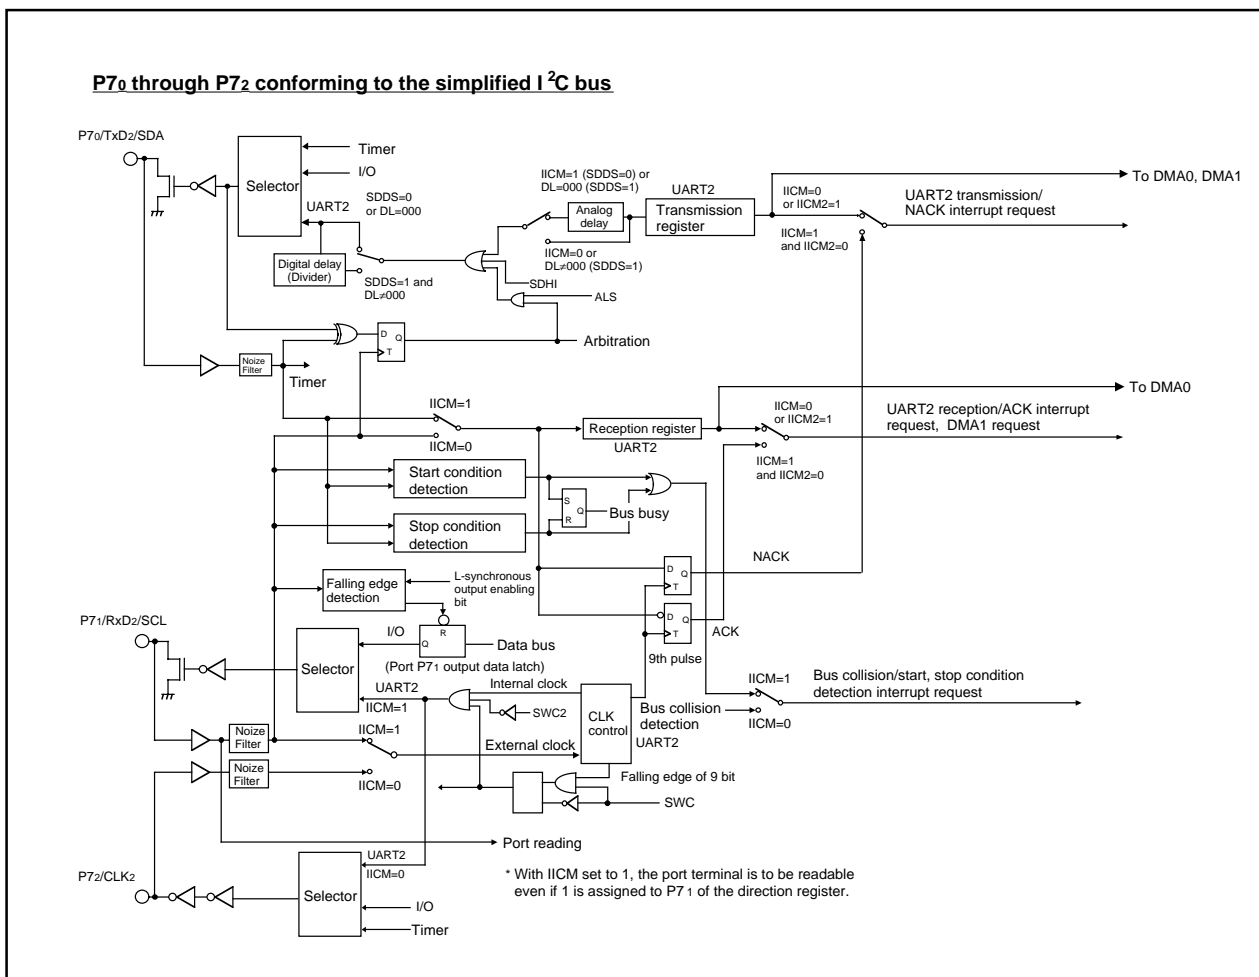 P70 through P72 conforming to the simplified I 2C bus
P70/TxD2/SDA
Selector
Timer
I/O
UART2
SDDS=0
or DL=000
Digital delay
(Divider)
SDDS=1 and
DL≠000
IICM=1 (SDDS=0) or
DL=000 (SDDS=1)
Analog
delay
IICM=0 or
DL≠000 (SDDS=1)
SDHI
ALS
UART2
Transmission
register
IICM=0
or IICM2=1
IICM=1
and IICM2=0
To DMA0, DMA1
UART2 transmission/
NACK interrupt request
D
Q
T
Arbitration
Noize
Filter
Timer
IICM=1
IICM=0
Reception register
UART2
IICM=0
or IICM2=1
IICM=1
and IICM2=0
To DMA0
UART2 reception/ACK interrupt
request, DMA1 request
Start condition
detection
Stop condition
detection
S
Q
R
Bus busy
NACK
D
Q
T
D
Q
T
ACK
9th pulse
Falling edge
detection
L-synchronous
output enabling
bit
P71/RxD2/SCL
Selector
I/O
R
Q
Data bus
(Port P71 output data latch)
UART2
IICM=1
Internal clock
SWC2
CLK
control
UART2
Bus collision
detection
IICM=1
IICM=0
Bus collision/start, stop condition
detection interrupt request
Noize
Filter
IICM=1
External clock
Noize
Filter
IICM=0
Falling edge of 9 bit
SWC
Port reading
P72/CLK2
Selector
UART2
IICM=0
I/O
Timer
* With IICM set to 1, the port terminal is to be readable
even if 1 is assigned to P71 of the direction register.